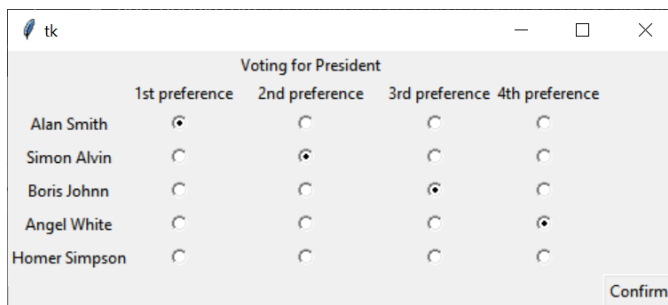 tk
Voting for President
1st preference 2nd preference 3rd preference 4th preference
Alan Smith
Simon Alvin
Boris Johnn
Angel White
Homer Simpson
Confirm